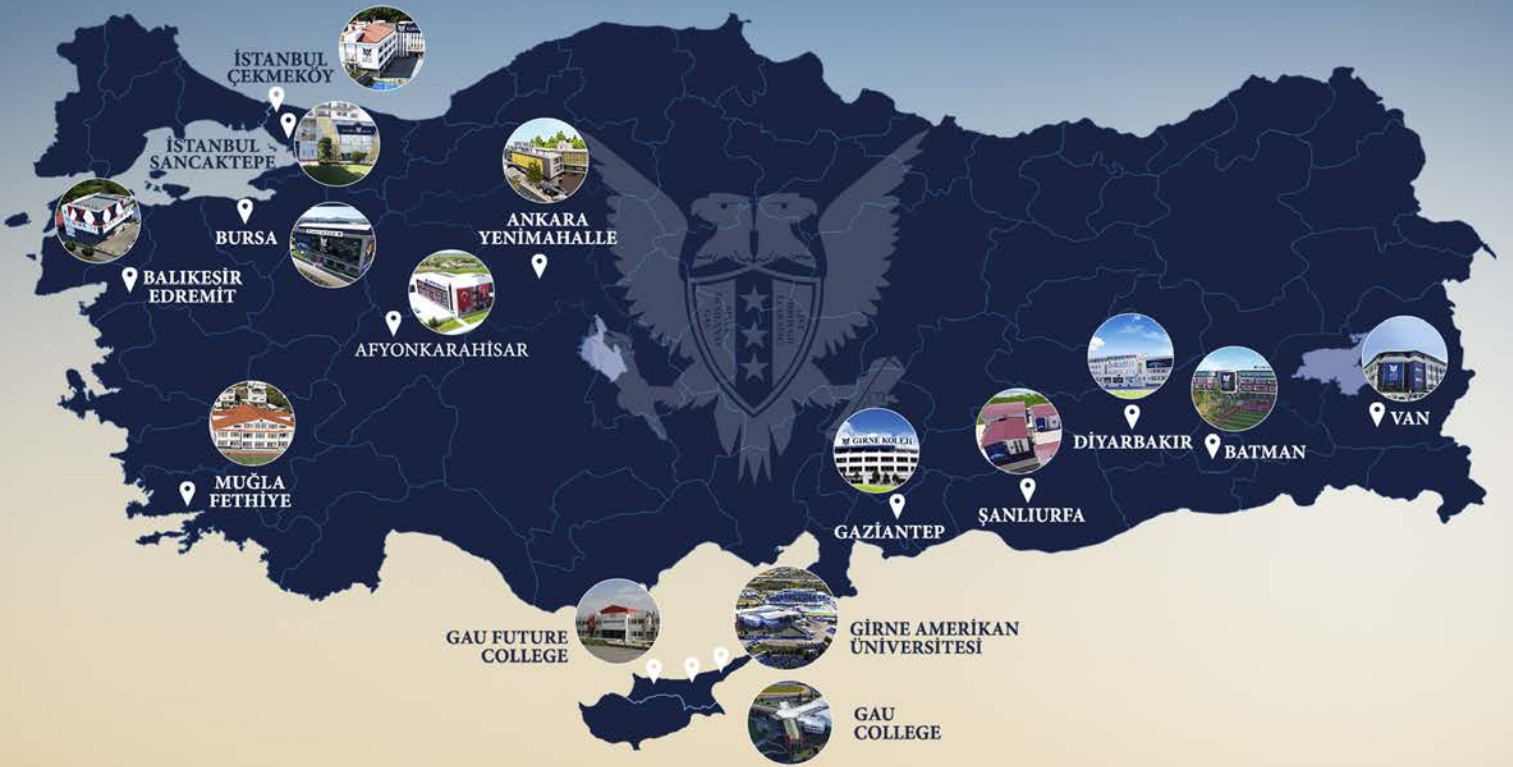 İSTANBUL
ÇEKMEKÖY
İSTANBUL
SANCAKTEPE
BURSA
BALIKESİR
EDREMİT
ANKARA
YENİMAHALLE
AFYONKARAHİSAR
MUĞLA
FETHİYE
GİRNE KOLEJİ
GAZİANTEP
ŞANLIURFA
DİYARBAKIR
BATMAN
VAN
GAU FUTURE
COLLEGE
GİRNE AMERİKAN
ÜNİVERSİTESİ
GAU
COLLEGE